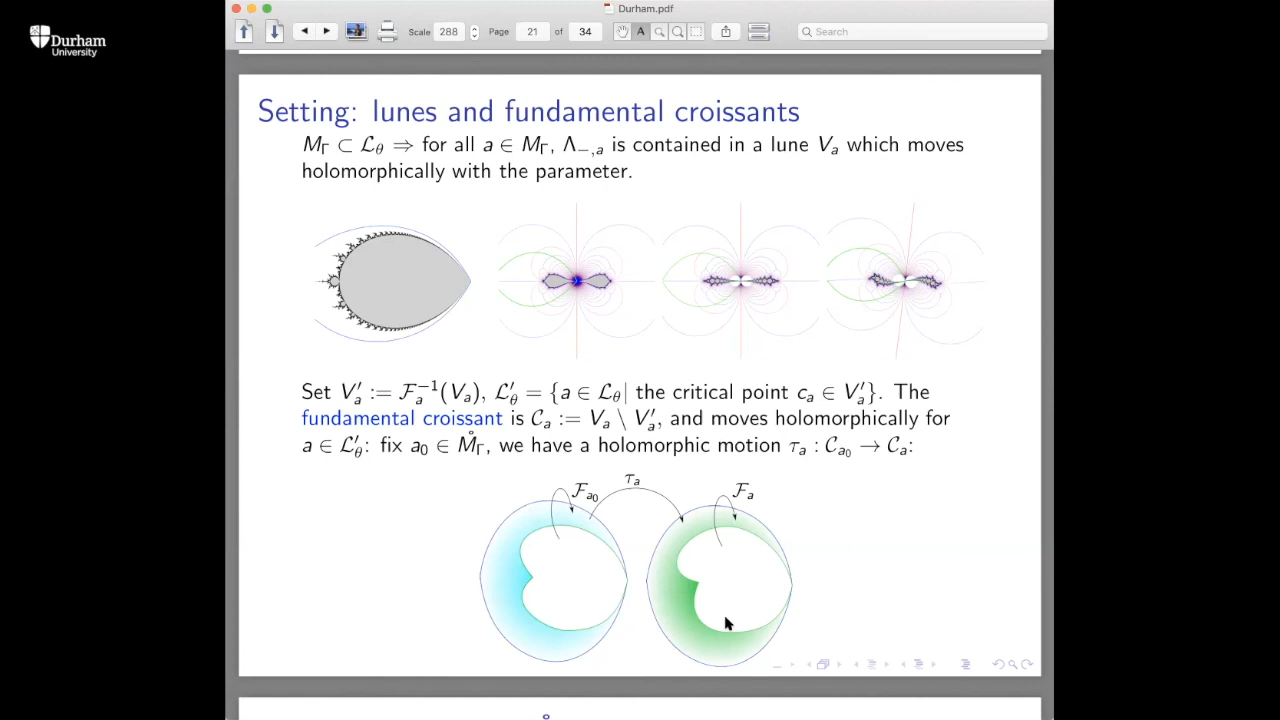 Durham
University
Durham.pdf
Scale 288 Page 21 of 34 A Search
Setting: lunes and fundamental croissants
M_Γ ⊂ ℒ_θ ⇒ for all a ∈ M_Γ, Λ_{−,a} is contained in a lune V_a which moves
holomorphically with the parameter.
Set V′_a := ℱ_a^{−1}(V_a), ℒ′_θ = {a ∈ ℒ_θ| the critical point c_a ∈ V′_a}. The
fundamental croissant is 𝒞_a := V_a \ V′_a, and moves holomorphically for
a ∈ ℒ′_θ: fix a_0 ∈ M̊_Γ, we have a holomorphic motion τ_a : 𝒞_{a_0} → 𝒞_a:
ℱ_{a_0} τ_a ℱ_a